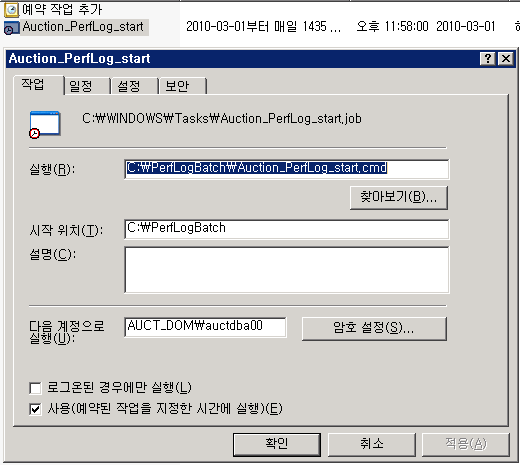 예약 작업 추가
Auction_PerfLog_start 2010-03-01부터 매일 1435 ... 오후 11:58:00 2010-03-01
Auction_PerfLog_start
작업 일정 설정 보안
C:₩WINDOWS₩Tasks₩Auction_PerfLog_start.job
실행(R): C:₩PerfLogBatch₩Auction_PerfLog_start.cmd
찾아보기(B)...
시작 위치(T): C:₩PerfLogBatch
설명(C):
다음 계정으로 실행(U): AUCT_DOM₩auctdba00 암호 설정(S)...
로그온된 경우에만 실행(L)
사용(예약된 작업을 지정한 시간에 실행)(E)
확인 취소 적용(A)